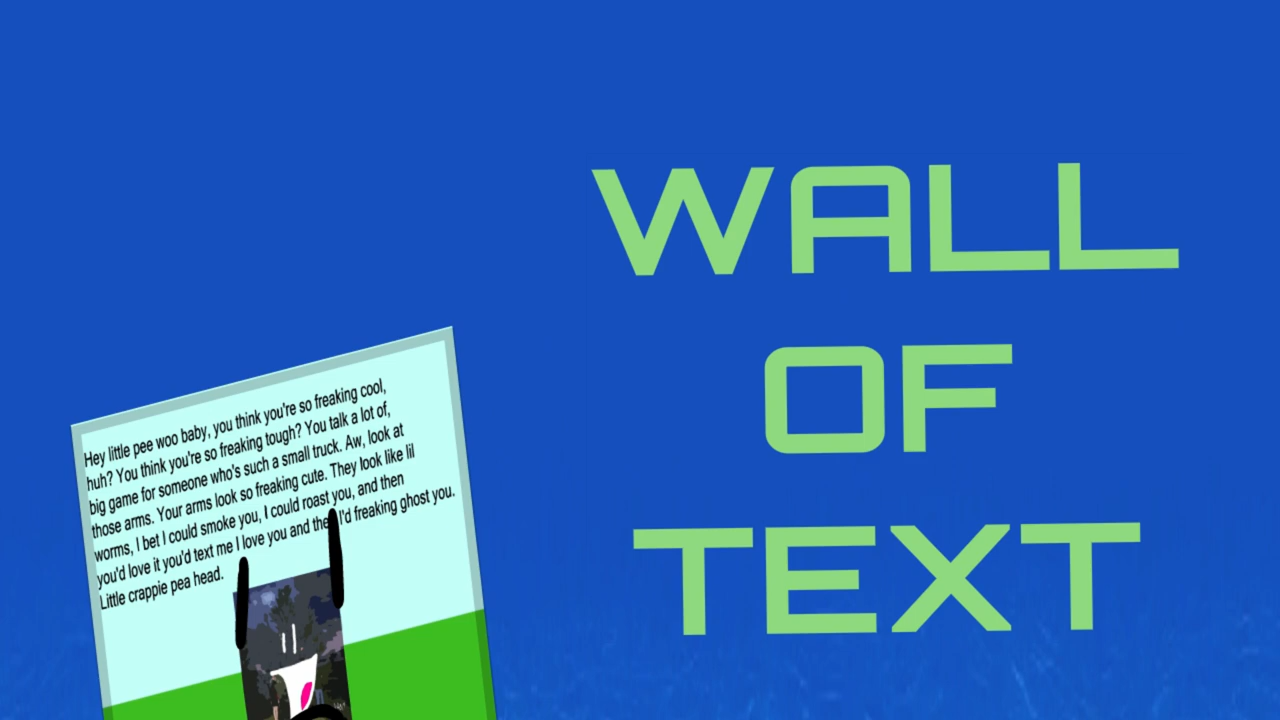 WALL
OF
TEXT
Hey little pee woo baby, you think you're so freaking cool,
huh? You think you're so freaking tough? You talk a lot of,
big game for someone who's such a small truck. Aw, look at
those arms. Your arms look so freaking cute. They look like lil
worms, I bet I could smoke you, I could roast you, and then
you'd love it you'd text me I love you and then I'd freaking ghost you.
Little crappie pea head.